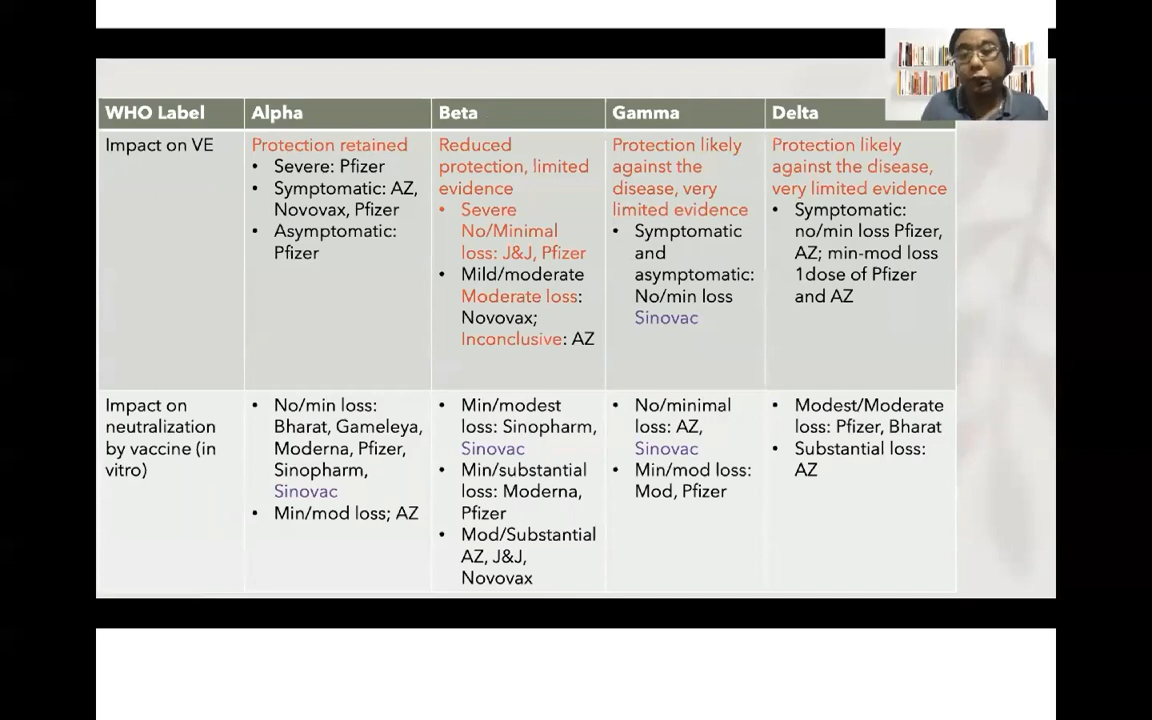 WHO Label
Alpha
Beta
Gamma
Delta
Impact on VE
Protection retained
• Severe: Pfizer
• Symptomatic: AZ,
Novovax, Pfizer
• Asymptomatic:
Pfizer
Reduced
protection, limited
evidence
• Severe
No/Minimal
loss: J&J, Pfizer
• Mild/moderate
Moderate loss:
Novovax;
Inconclusive: AZ
Protection likely
against the
disease, very
limited evidence
• Symptomatic
and
asymptomatic:
No/min loss
Sinovac
Protection likely
against the disease,
very limited evidence
• Symptomatic:
no/min loss Pfizer,
AZ; min-mod loss
1dose of Pfizer
and AZ
Impact on
neutralization
by vaccine (in
vitro)
• No/min loss:
Bharat, Gameleya,
Moderna, Pfizer,
Sinopharm,
Sinovac
• Min/mod loss; AZ
• Min/modest
loss: Sinopharm,
Sinovac
• Min/substantial
loss: Moderna,
Pfizer
• Mod/Substantial
AZ, J&J,
Novovax
• No/minimal
loss: AZ,
Sinovac
• Min/mod loss:
Mod, Pfizer
• Modest/Moderate
loss: Pfizer, Bharat
• Substantial loss:
AZ